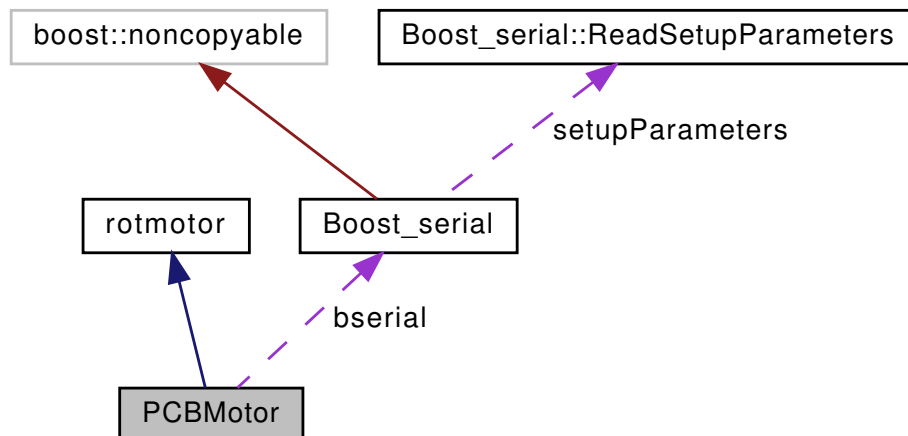 boost::noncopyable
Boost_serial::ReadSetupParameters
setupParameters
rotmotor
Boost_serial
bserial
PCBMotor